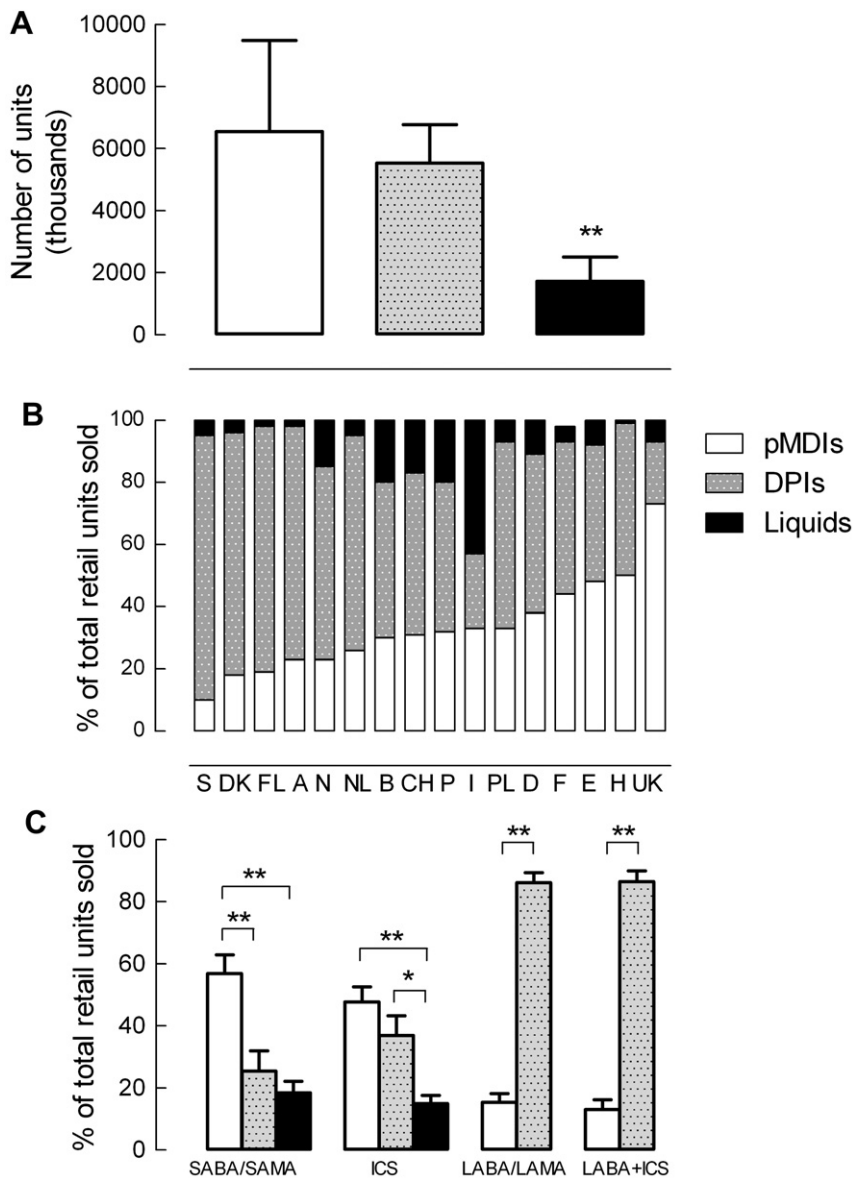 A
Number of units
(thousands)
10000
8000
6000
4000
2000
0
**
B
% of total retail units sold
100
80
60
40
20
0
pMDIs
DPIs
Liquids
S DK FL A N NL B CH P I PL D F E H UK
C
% of total retail units sold
100
80
60
40
20
0
**
**
**
*
**
**
SABA/SAMA ICS LABA/LAMA LABA+ICS